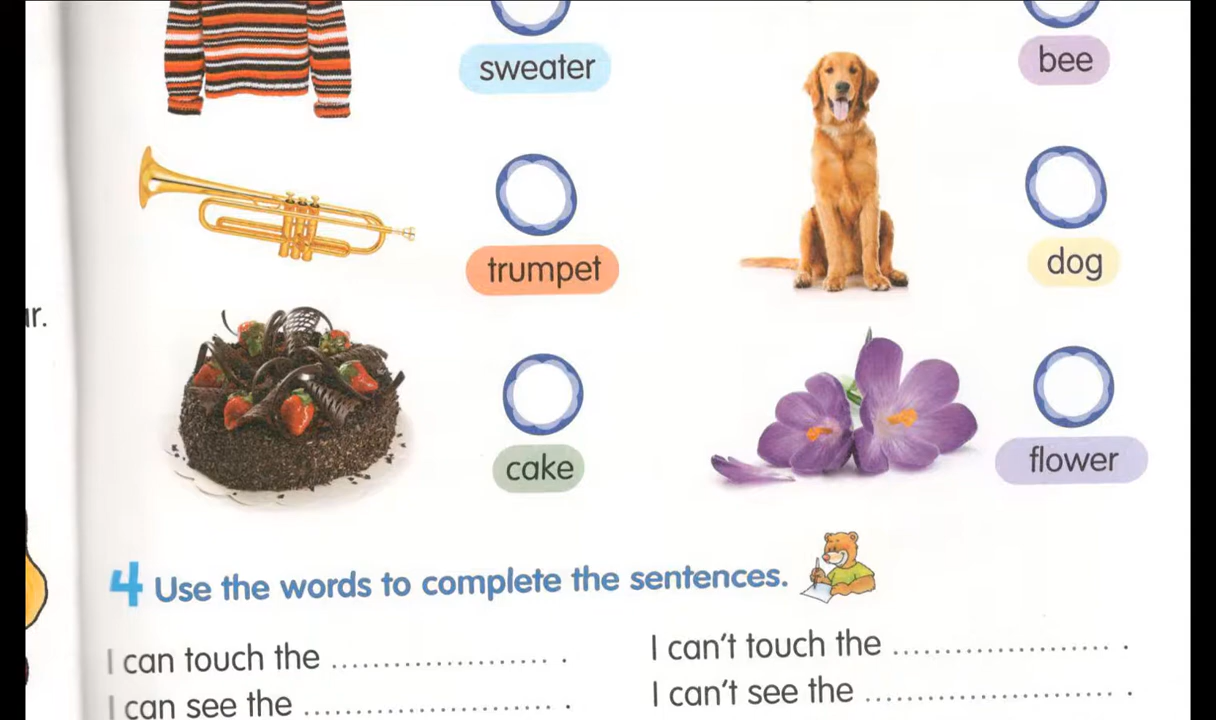 sweater
bee
trumpet
dog
cake
flower
4 Use the words to complete the sentences.
I can touch the ..................... .
I can't touch the ..................... .
I can see the ........................ .
I can't see the ........................ .